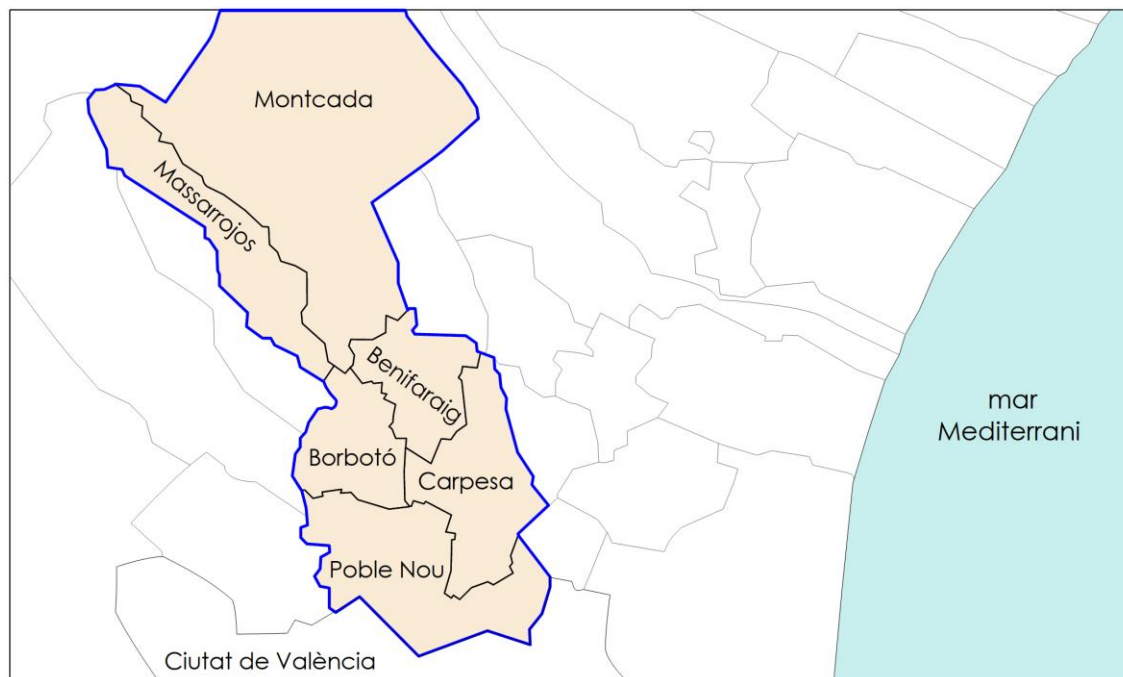 Montcada
Massarrojos
Benifaraig
mar
Mediterrani
Borbotó
Carpesa
Poble Nou
Ciutat de València